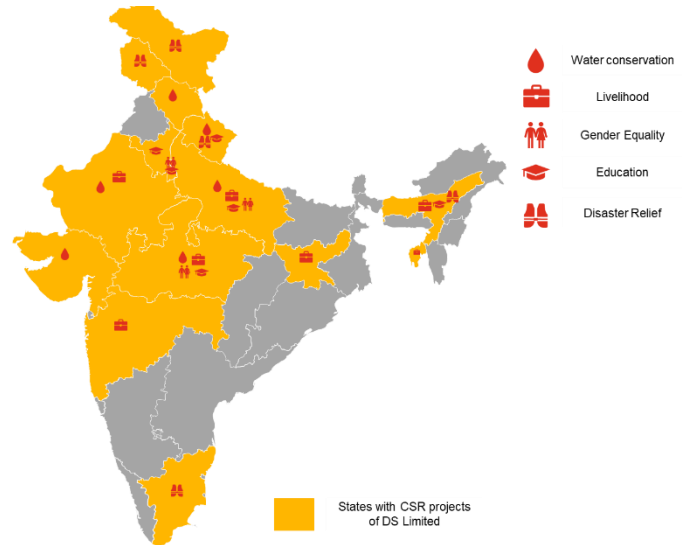 Water conservation
Livelihood
Gender Equality
Education
Disaster Relief
States with CSR projects
of DS Limited